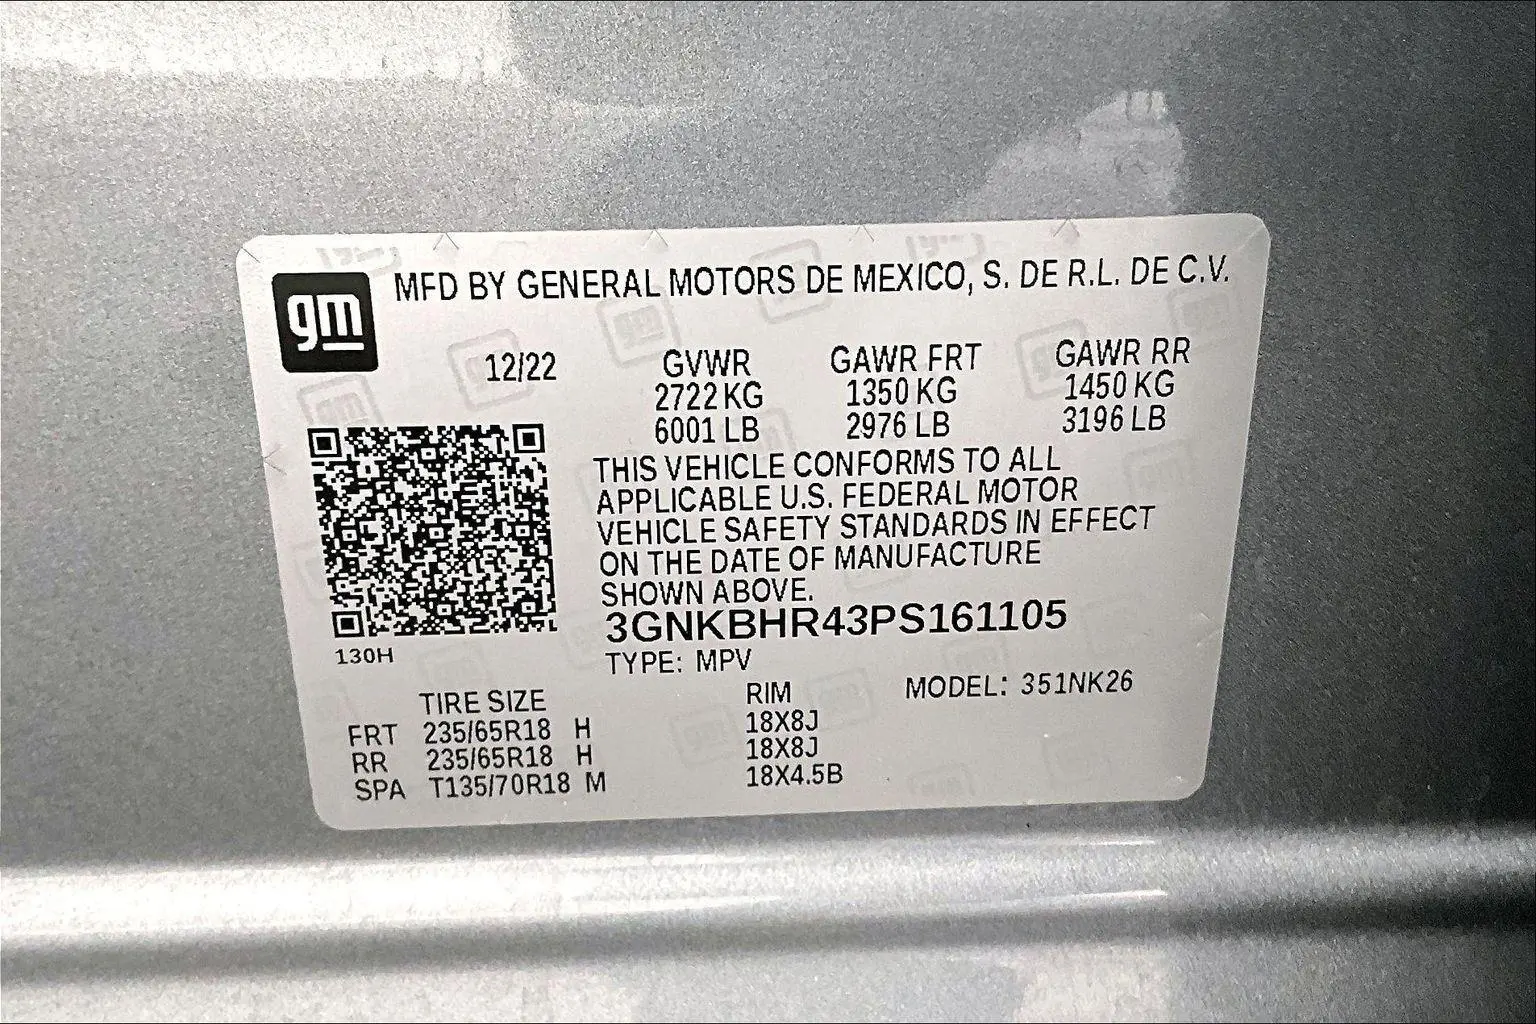 gm MFD BY GENERAL MOTORS DE MEXICO, S. DE R.L. DE C.V.
12/22 GVWR GAWR FRT GAWR RR
2722 KG 1350 KG 1450 KG
6001 LB 2976 LB 3196 LB
THIS VEHICLE CONFORMS TO ALL
APPLICABLE U.S. FEDERAL MOTOR
VEHICLE SAFETY STANDARDS IN EFFECT
ON THE DATE OF MANUFACTURE
SHOWN ABOVE.
3GNKBHR43PS161105
130H
TYPE: MPV
TIRE SIZE RIM MODEL: 351NK26
FRT 235/65R18 H 18X8J
RR 235/65R18 H 18X8J
SPA T135/70R18 M 18X4.5B